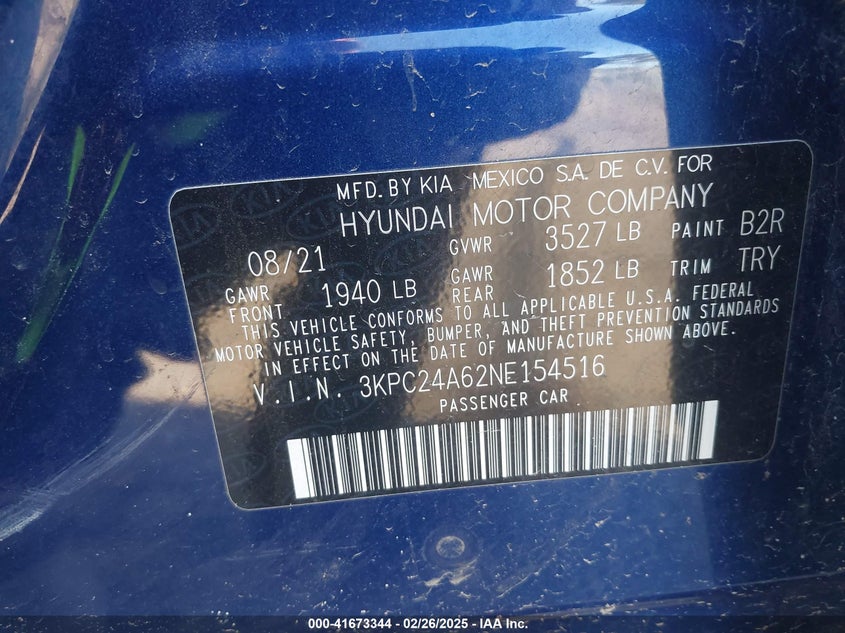 MFD. BY KIA MEXICO S.A. DE C.V. FOR
HYUNDAI MOTOR COMPANY
08/21 GVWR 3527 LB PAINT B2R
GAWR FRONT 1940 LB GAWR REAR 1852 LB TRIM TRY
THIS VEHICLE CONFORMS TO ALL APPLICABLE U.S.A. FEDERAL
MOTOR VEHICLE SAFETY, BUMPER, AND THEFT PREVENTION STANDARDS
IN EFFECT ON THE DATE OF MANUFACTURE SHOWN ABOVE.
V.I.N. 3KPC24A62NE154516
PASSENGER CAR
000-41673344 - 02/26/2025 - IAA Inc.